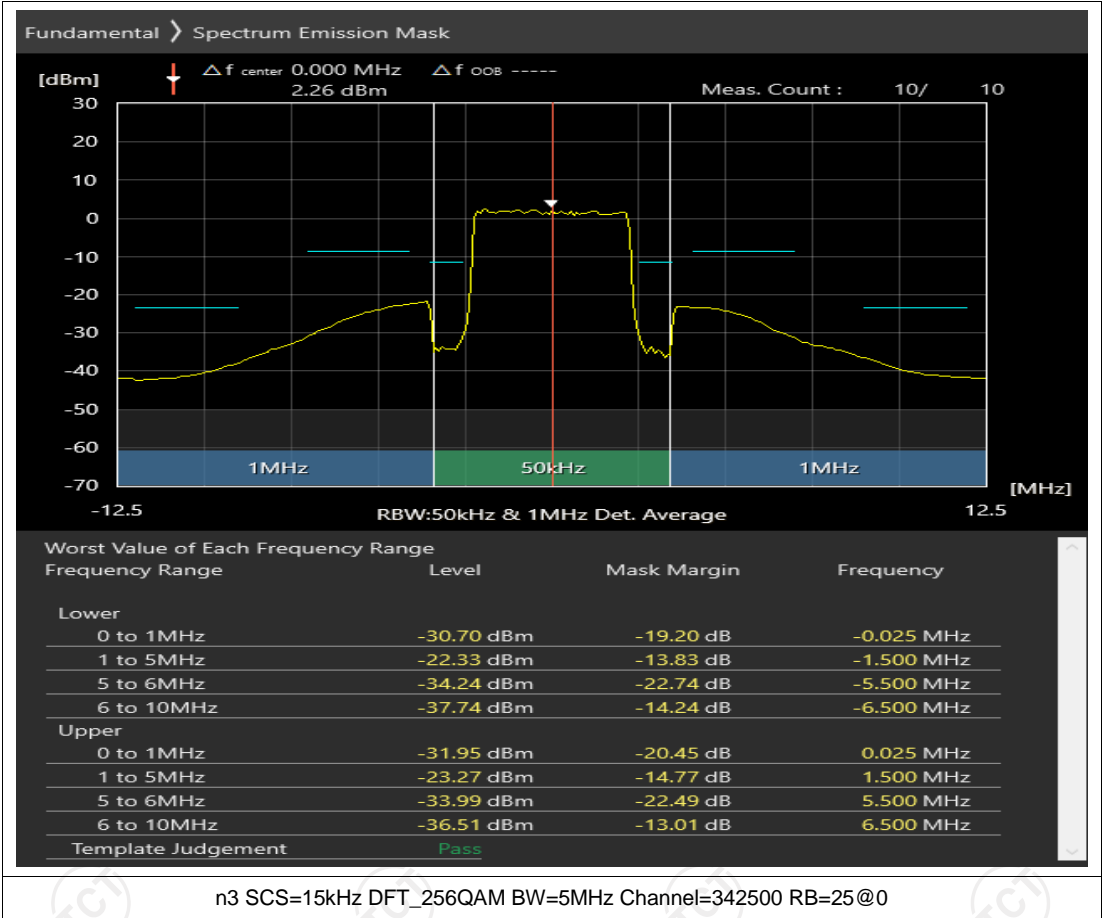 Fundamental ❯ Spectrum Emission Mask
[dBm] △f center 0.000 MHz △f OOB -----
2.26 dBm Meas. Count : 10/ 10
30
20
10
0
-10
-20
-30
-40
-50
-60
1MHz 50kHz 1MHz
-70
[MHz]
-12.5 RBW:50kHz & 1MHz Det. Average 12.5
Worst Value of Each Frequency Range
Frequency Range Level Mask Margin Frequency
Lower
0 to 1MHz -30.70 dBm -19.20 dB -0.025 MHz
1 to 5MHz -22.33 dBm -13.83 dB -1.500 MHz
5 to 6MHz -34.24 dBm -22.74 dB -5.500 MHz
6 to 10MHz -37.74 dBm -14.24 dB -6.500 MHz
Upper
0 to 1MHz -31.95 dBm -20.45 dB 0.025 MHz
1 to 5MHz -23.27 dBm -14.77 dB 1.500 MHz
5 to 6MHz -33.99 dBm -22.49 dB 5.500 MHz
6 to 10MHz -36.51 dBm -13.01 dB 6.500 MHz
Template Judgement Pass
n3 SCS=15kHz DFT_256QAM BW=5MHz Channel=342500 RB=25@0
TCT TCT TCT TCT